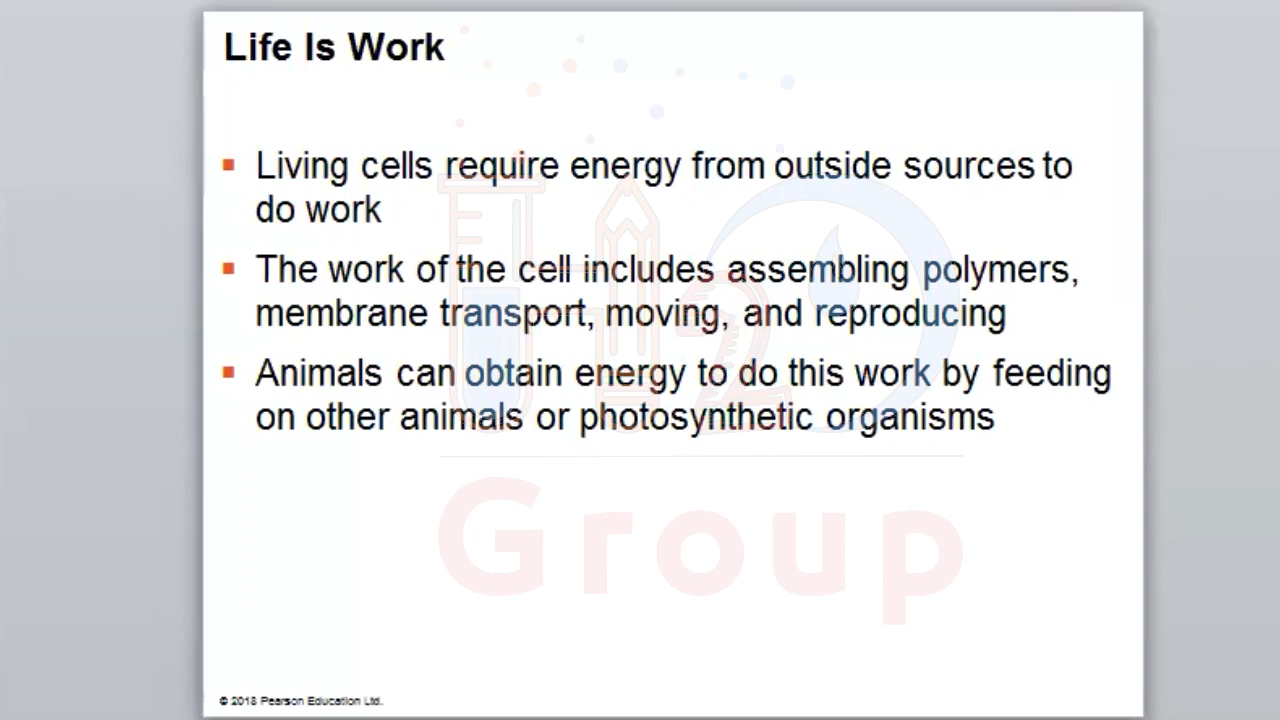 Life Is Work
Living cells require energy from outside sources to
do work
The work of the cell includes assembling polymers,
membrane transport, moving, and reproducing
Animals can obtain energy to do this work by feeding
on other animals or photosynthetic organisms
H2O
Group
© 2018 Pearson Education Ltd.